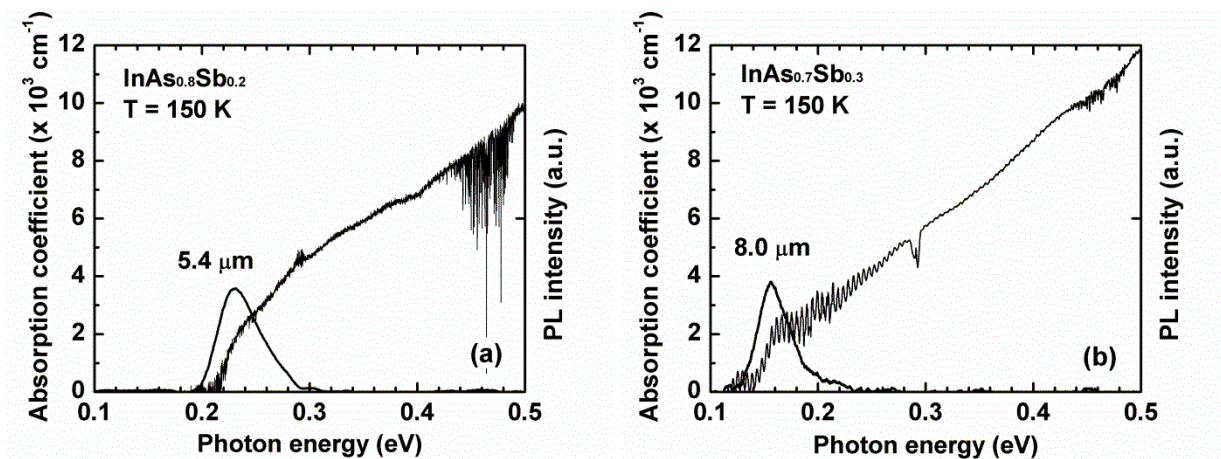 Absorption coefficient (x 10³ cm⁻¹)
12
10
8
6
4
2
0
InAs₀.₈Sb₀.₂
T = 150 K
5.4 μm
(a)
PL intensity (a.u.)
0.1 0.2 0.3 0.4 0.5
Photon energy (eV)
Absorption coefficient (x 10³ cm⁻¹)
12
10
8
6
4
2
0
InAs₀.₇Sb₀.₃
T = 150 K
8.0 μm
(b)
PL intensity (a.u.)
0.1 0.2 0.3 0.4 0.5
Photon energy (eV)